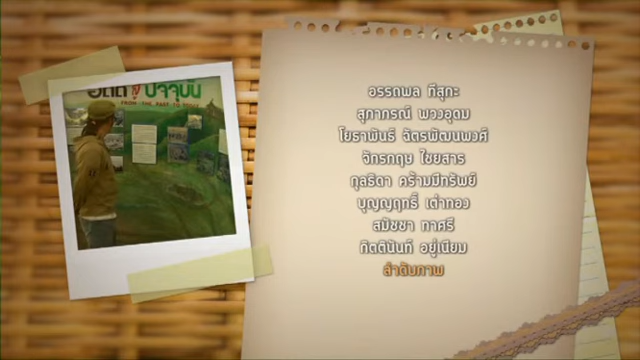 อดีต สู่ ปัจจุบัน
FROM THE PAST TO
อรรถพล ทีสุกะ
สุภาภรณ์ พวงอุดม
โยธาพันธ์ ฉัตรพัฒนพงศ์
จักรกฤษ ไชยสาร
กุลธิดา คร้ามมีทรัพย์
บุญญฤทธิ์ เต่าทอง
สมัชชา ทาศรี
กิตตินันท์ อยู่เนียม
ลำดับภาพ